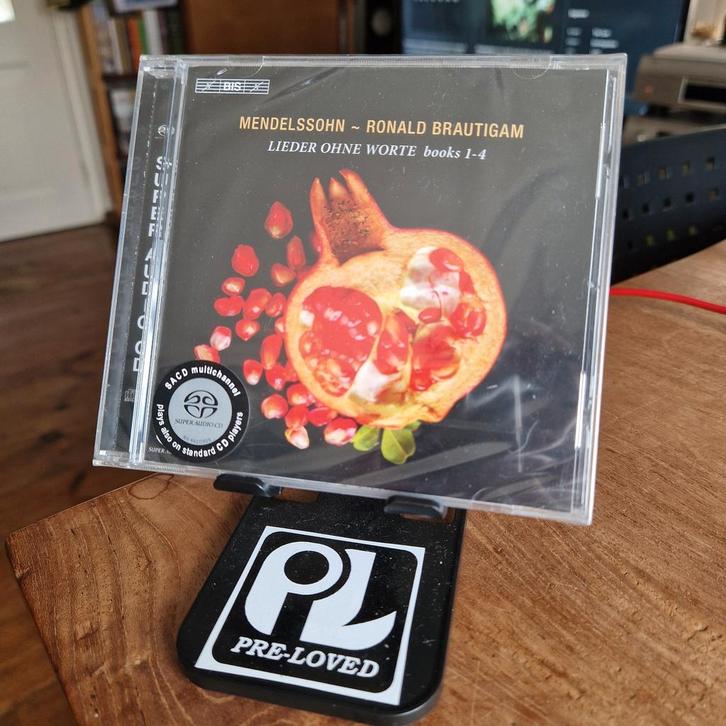 BIS
MENDELSSOHN ~ RONALD BRAUTIGAM
LIEDER OHNE WORTE books 1-4
SUPER AUDIO CD
SACD multichannel
SUPER AUDIO CD
plays also on standard CD players
PL
PRE-LOVED